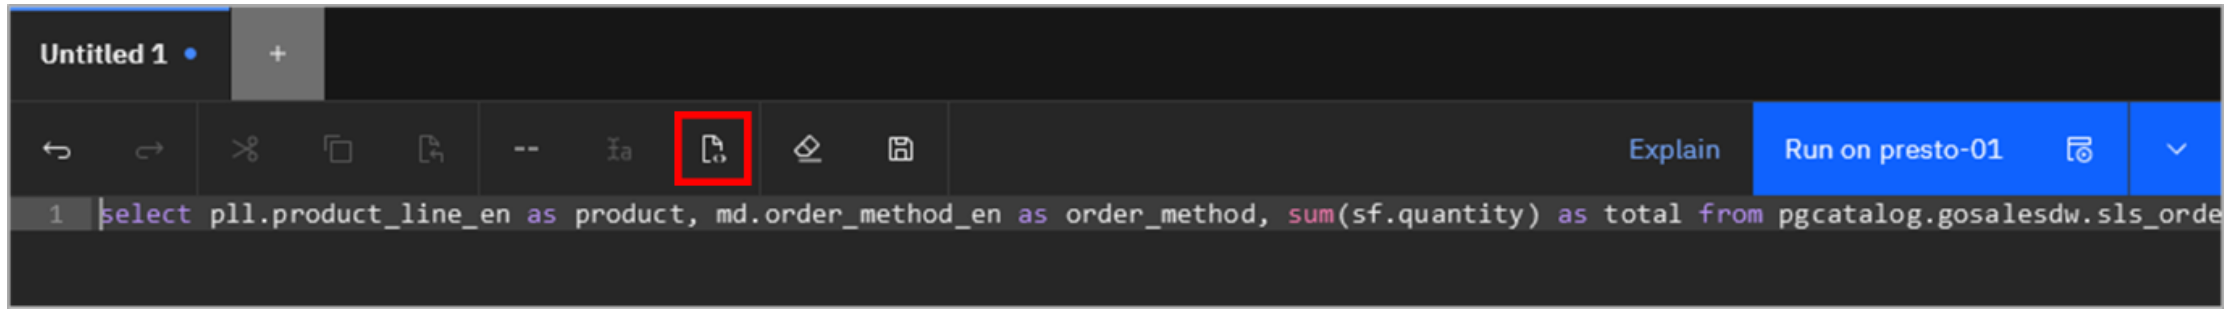 Untitled 1
+
-- Ia
Explain Run on presto-01
1 select pll.product_line_en as product, md.order_method_en as order_method, sum(sf.quantity) as total from pgcatalog.gosalesdw.sls_orde